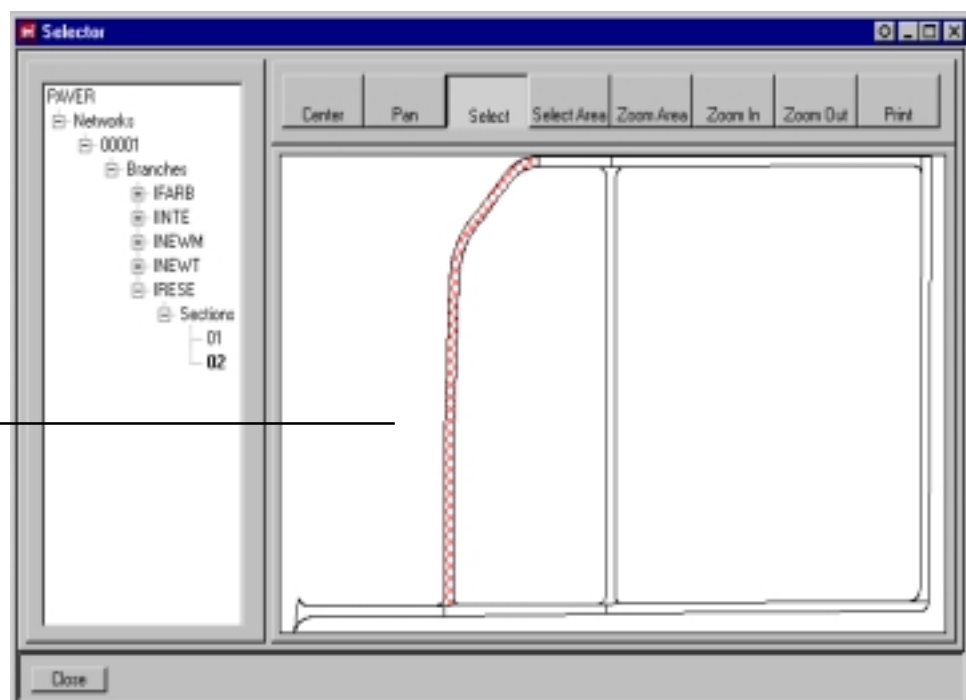 Selector
PAVER
Networks
00001
Branches
IFARB
IINTE
INEWM
INEWT
IRESE
Sections
01
02
Center
Pan
Select
Select Area
Zoom Area
Zoom In
Zoom Out
Print
Close